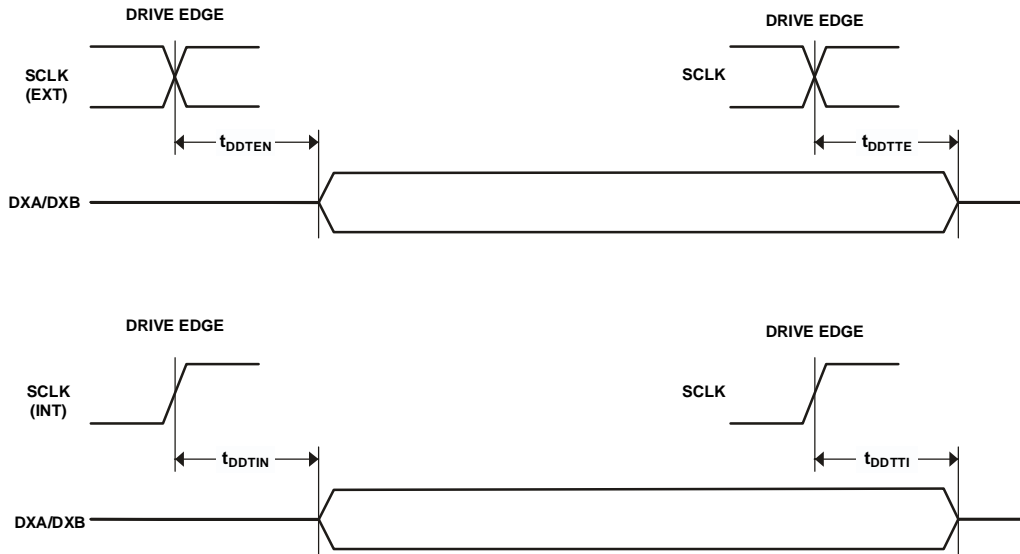 DRIVE EDGE
DRIVE EDGE
SCLK
(EXT)
SCLK
tDDTEN
tDDTTE
DXA/DXB
DRIVE EDGE
DRIVE EDGE
SCLK
(INT)
SCLK
tDDTIN
tDDTTI
DXA/DXB